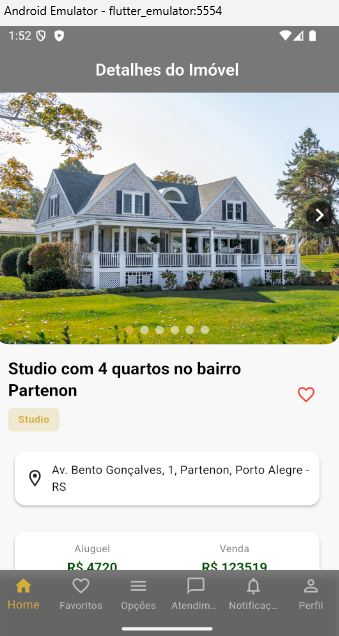 Android Emulator - flutter_emulator:5554
1:52
Detalhes do Imóvel
Studio com 4 quartos no bairro
Partenon
Studio
Av. Bento Gonçalves, 1, Partenon, Porto Alegre -
RS
Aluguel Venda
R$ 4720 R$ 123519
Home Favoritos Opções Atendim... Notificaç... Perfil